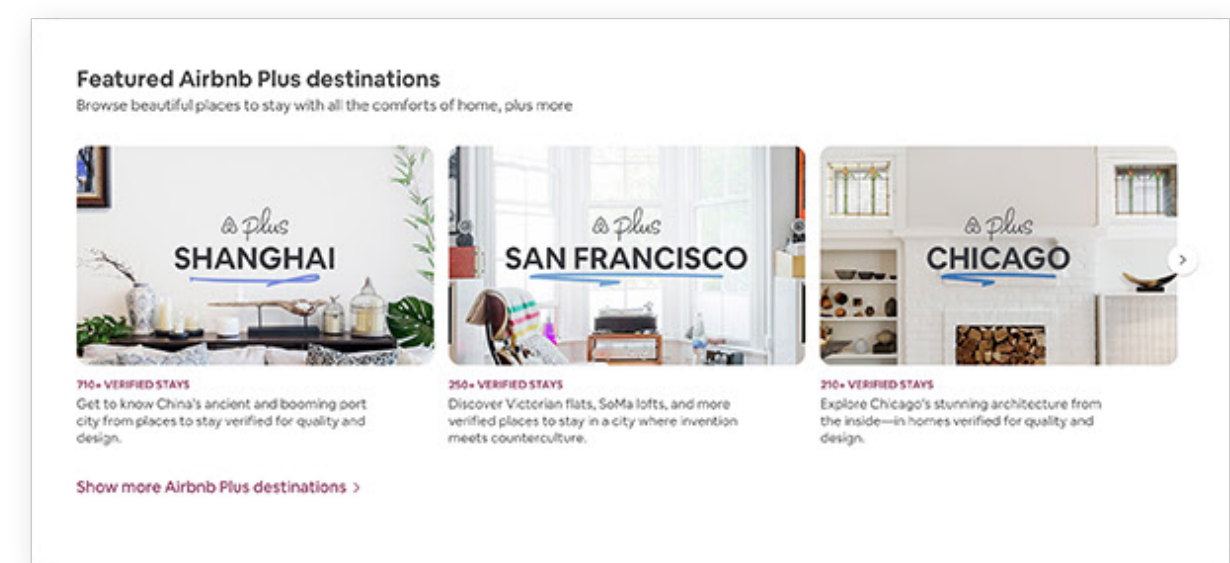 Featured Airbnb Plus destinations
Browse beautiful places to stay with all the comforts of home, plus more
plus
SHANGHAI
plus
SAN FRANCISCO
plus
CHICAGO
710+ VERIFIED STAYS
Get to know China's ancient and booming port
city from places to stay verified for quality and
design.
250+ VERIFIED STAYS
Discover Victorian flats, SoMa lofts, and more
verified places to stay in a city where invention
meets counterculture.
210+ VERIFIED STAYS
Explore Chicago's stunning architecture from
the inside—in homes verified for quality and
design.
Show more Airbnb Plus destinations >